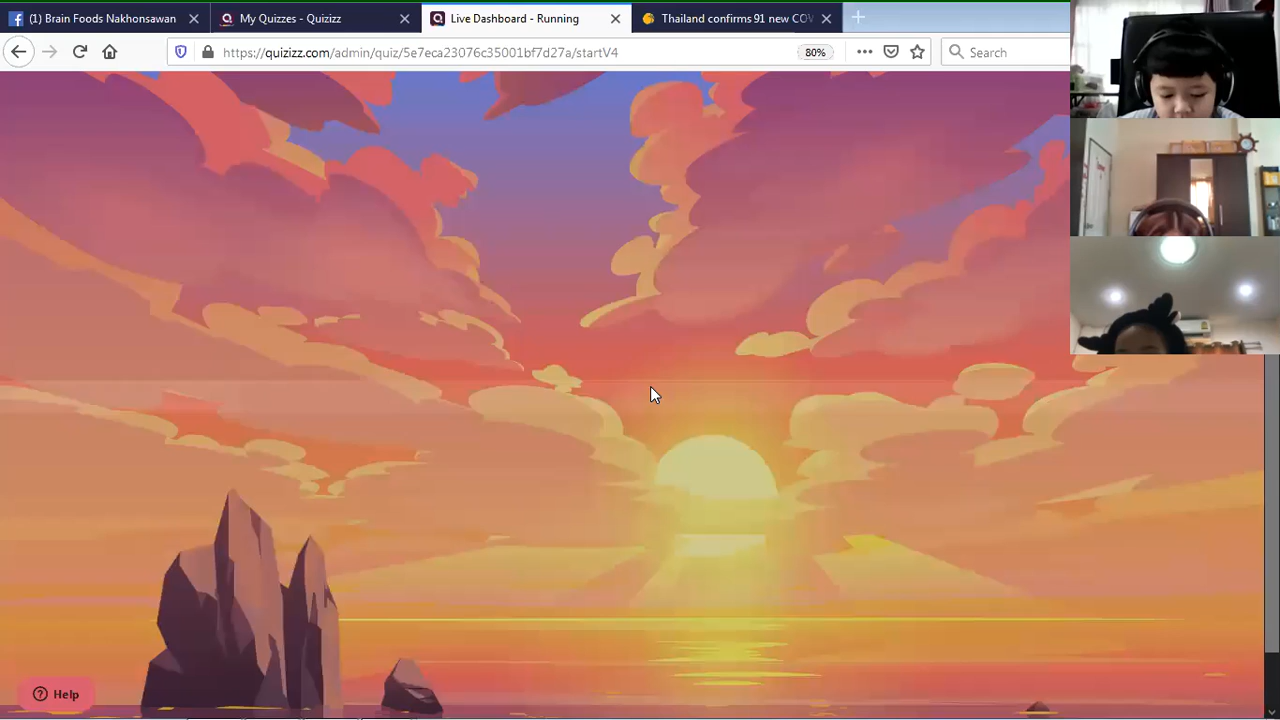 (1) Brain Foods Nakhonsawan
My Quizzes - Quizizz
Live Dashboard - Running
Thailand confirms 91 new COV
https://quizizz.com/admin/quiz/5e7eca23076c35001bf7d27a/startV4
80%
Search
Help